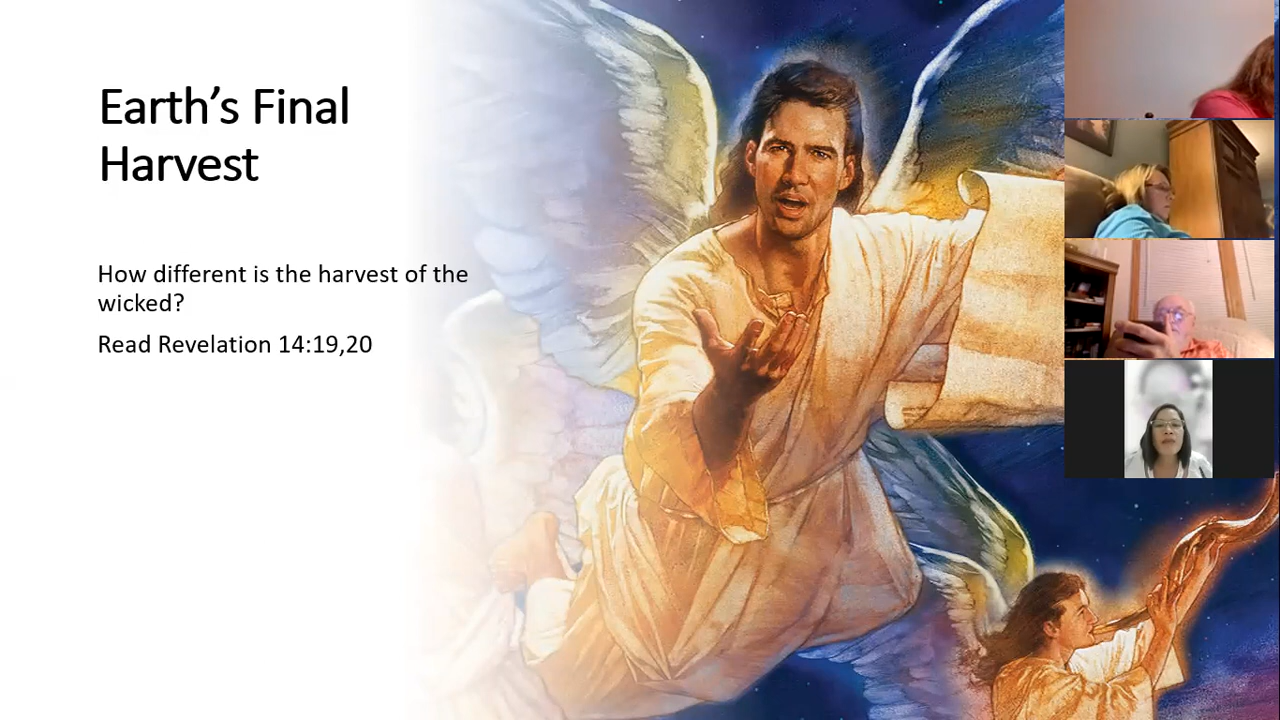 Earth’s Final
Harvest
How different is the harvest of the
wicked?
Read Revelation 14:19,20